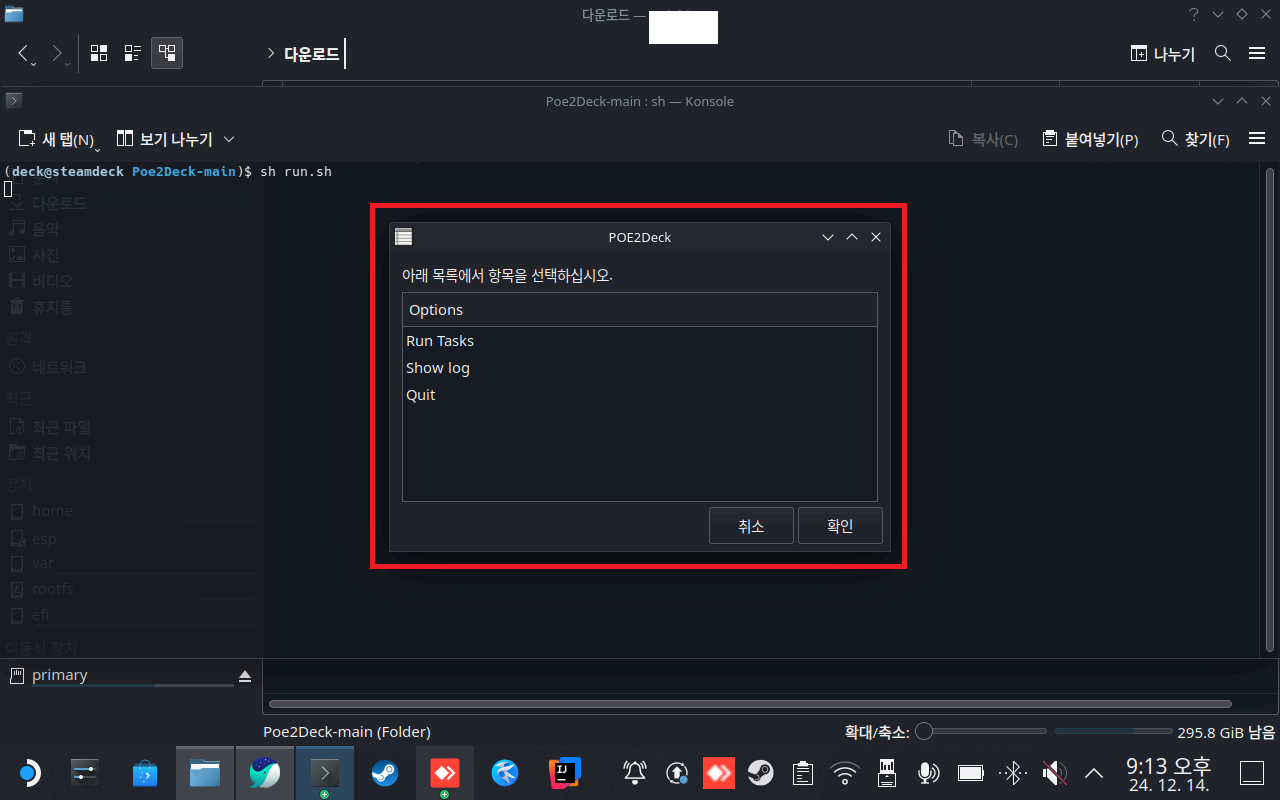 다운로드 —
다운로드
나누기
Poe2Deck-main : sh — Konsole
새 탭(N)
보기 나누기
복사(C)
붙여넣기(P)
찾기(F)
(deck@steamdeck Poe2Deck-main)$ sh run.sh
다운로드
음악
사진
비디오
휴지통
원격
네트워크
최근
최근 파일
최근 위치
장치
home
esp
var
rootfs
efi
이동식 장치
primary
POE2Deck
아래 목록에서 항목을 선택하십시오.
Options
Run Tasks
Show log
Quit
취소
확인
Poe2Deck-main (Folder)
확대/축소:
295.8 GiB 남음
9:13 오후
24. 12. 14.